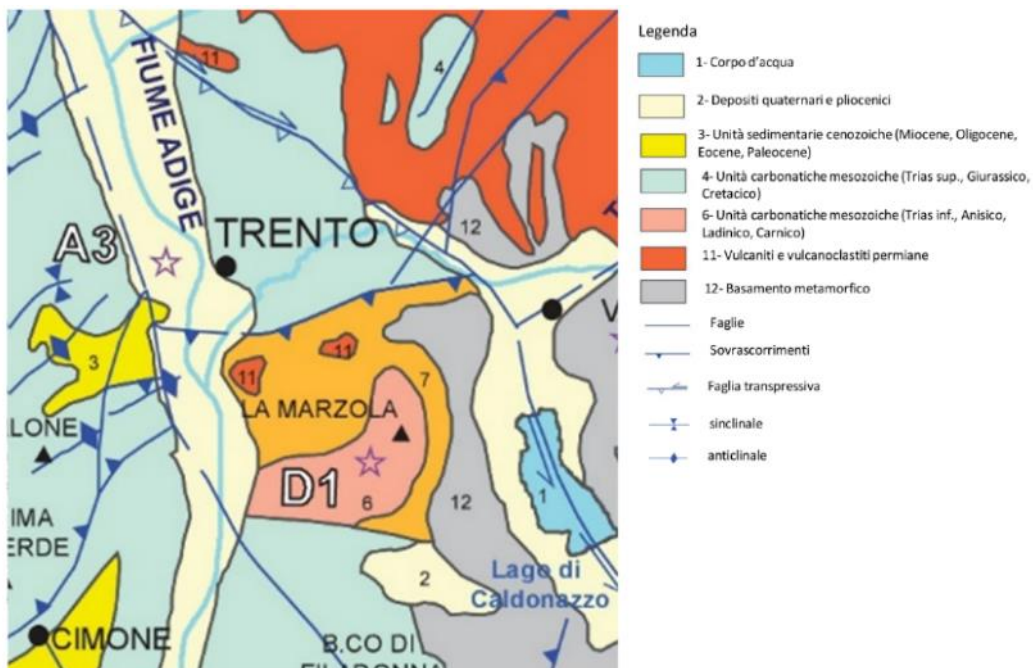 11
4
FIUME ADIGE
12
TRENTO
A3
V
3
11
11
7
LA MARZOLA
ALONE
D1
6
12
1
IMA
ERDE
2
Lago di
Caldonazzo
CIMONE
B.CO DI
FILADONNA
Legenda
1- Corpo d'acqua
2- Depositi quaternari e pliocenici
3- Unità sedimentarie cenozoiche (Miocene, Oligocene,
Eocene, Paleocene)
4- Unità carbonatiche mesozoiche (Trias sup., Giurassico,
Cretacico)
6- Unità carbonatiche mesozoiche (Trias inf., Anisico,
Ladinico, Carnico)
11- Vulcaniti e vulcanoclastiti permiane
12- Basamento metamorfico
Faglie
Sovrascorrimenti
Faglia transpressiva
sinclinale
anticlinale